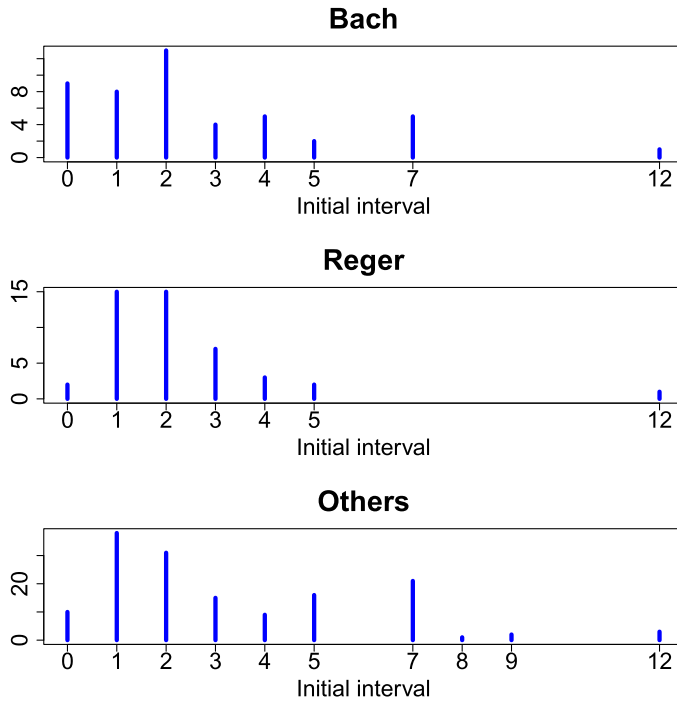 Bach
8
4
0
0 1 2 3 4 5 7 12
Initial interval
Reger
15
5
0
0 1 2 3 4 5 12
Initial interval
Others
20
0
0 1 2 3 4 5 7 8 9 12
Initial interval